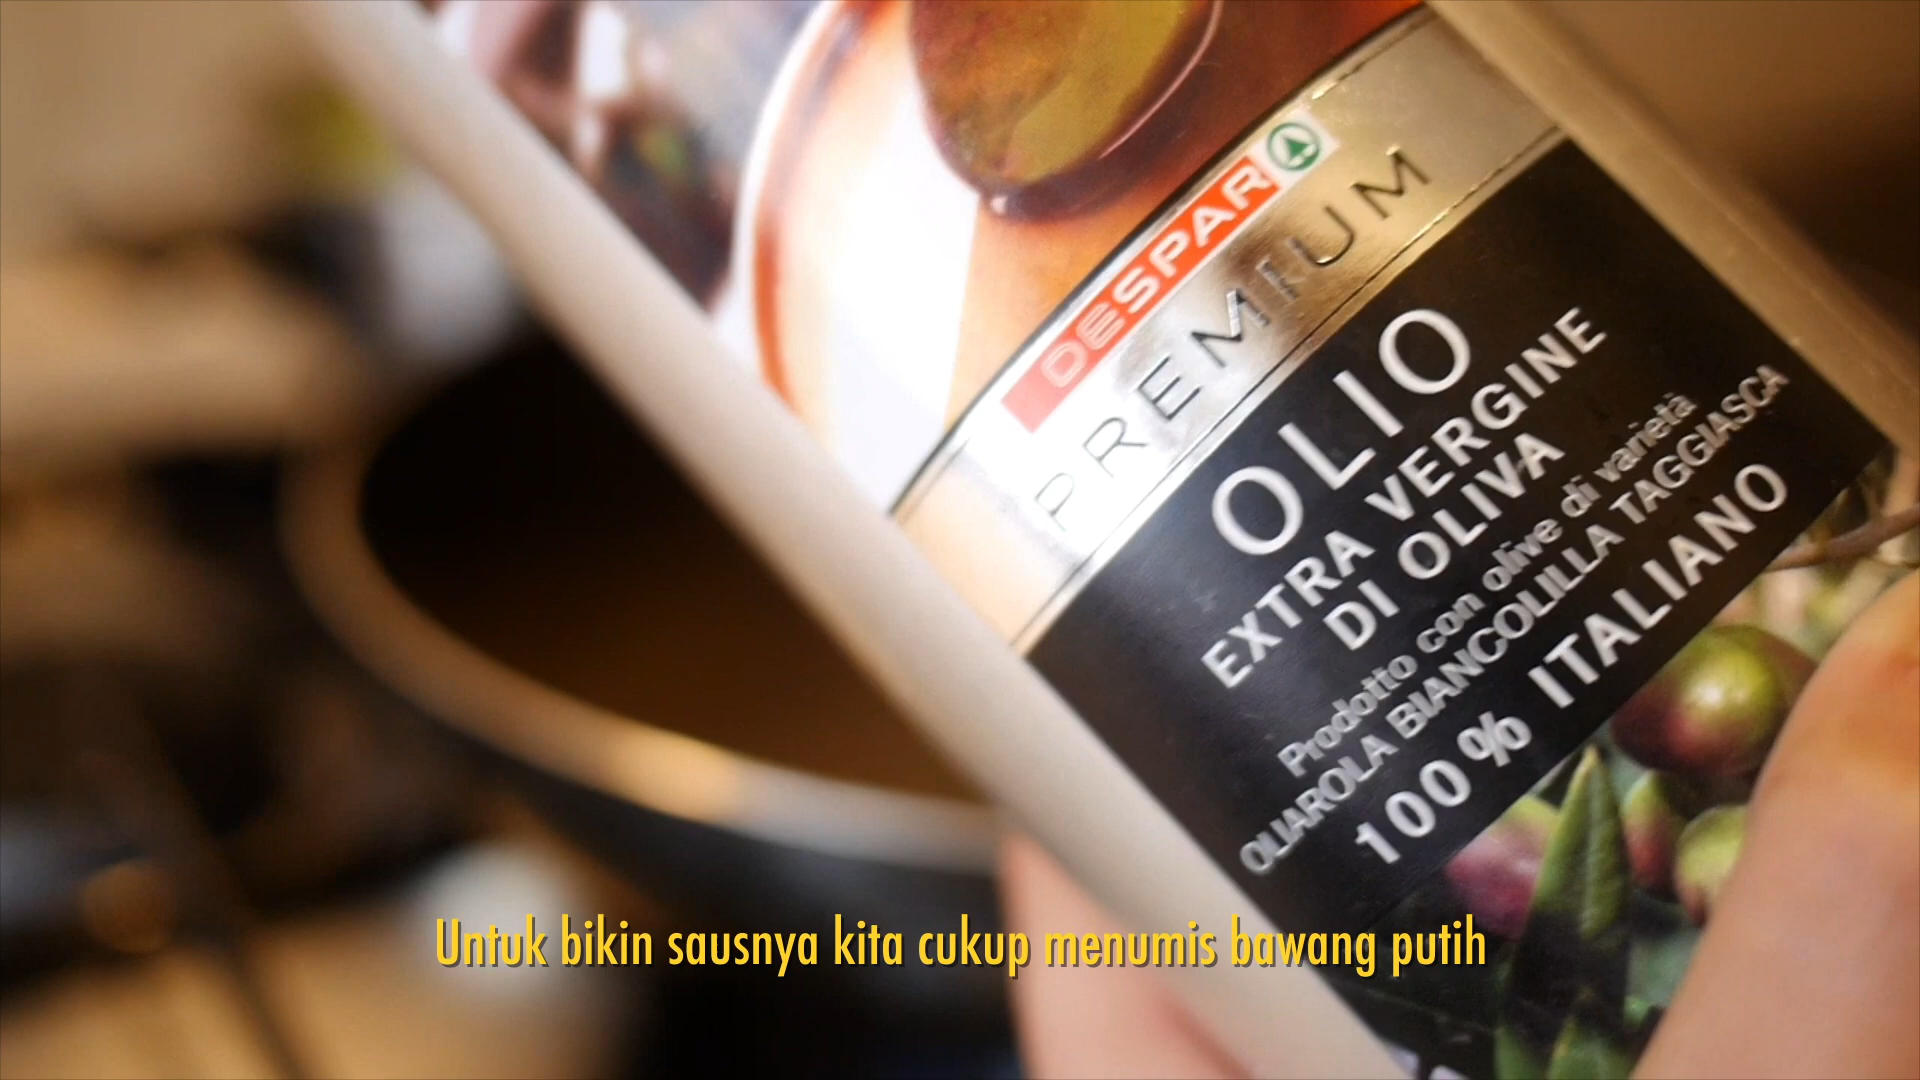 DESPAR
PREMIUM
OLIO
EXTRA VERGINE
DI OLIVA
Prodotto con olive di varietà
OLIAROLA BIANCOLILLA TAGGIASCA
100% ITALIANO
Untuk bikin sausnya kita cukup menumis bawang putih